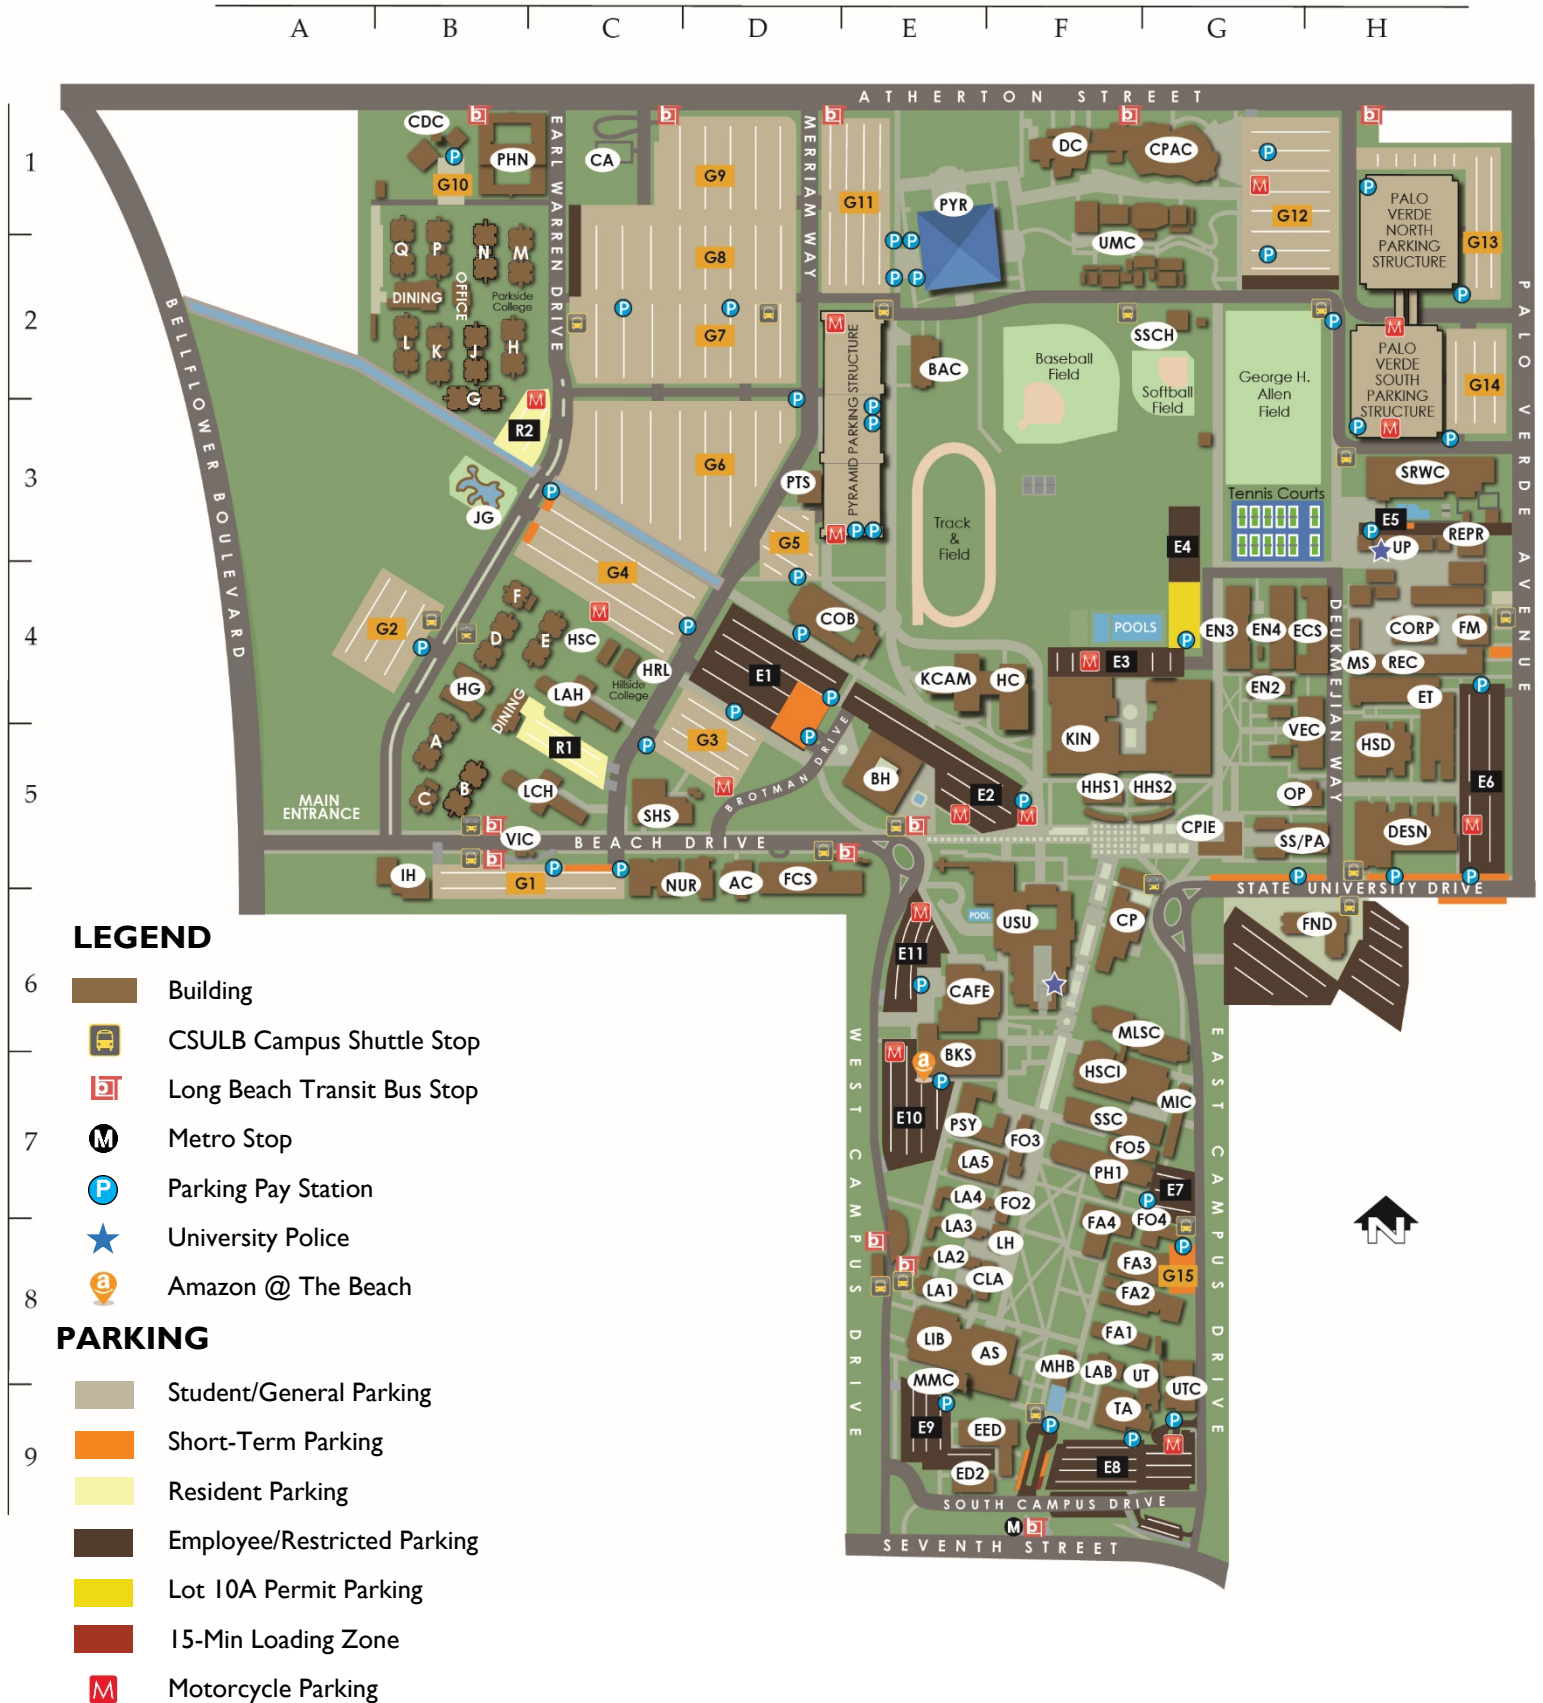 A B C D E F G H
1
2
3
4
5
6
7
8
9
ATHERTON STREET
BELLFLOWER BOULEVARD
EARL WARREN DRIVE
MERRIAM WAY
PALO VERDE AVENUE
CDC
PHN
G10
CA
G9
G11
PYR
DC
CPAC
UMC
G12
PALO
VERDE
NORTH
PARKING
STRUCTURE
G13
Q
P
N
M
OFFICE
DINING
Parkside
College
L
K
J
H
G
R2
G8
G7
G6
PYRAMID PARKING STRUCTURE
BAC
SSCH
Baseball
Field
Softball
Field
George H.
Allen
Field
PALO
VERDE
SOUTH
PARKING
STRUCTURE
G14
JG
PTS
G5
G4
Track
&
Field
Tennis Courts
SRWC
E5
UP
REPR
E4
G2
F
D
E
HSC
HRL
Hillside
College
COB
POOLS
E3
EN3
EN4
ECS
DEUKMEJIAN WAY
CORP
FM
MS
REC
ET
HG
DINING
LAH
E1
KCAM
HC
EN2
VEC
HSD
A
B
C
R1
LCH
G3
BROTMAN DRIVE
BH
E2
KIN
HHS1
HHS2
OP
E6
MAIN
ENTRANCE
SHS
CPIE
SS/PA
DESN
VIC
BEACH DRIVE
IH
G1
NUR
AC
FCS
STATE UNIVERSITY DRIVE
POOL
USU
CP
FND
E11
CAFE
WEST CAMPUS DRIVE
EAST CAMPUS DRIVE
MLSC
BKS
HSCI
MIC
E10
PSY
FO3
SSC
FO5
LA5
PH1
E7
LA4
FO2
FA4
FO4
LA3
LH
LA2
FA3
G15
LA1
CLA
FA2
LIB
AS
FA1
MHB
LAB
UT
UTC
MMC
TA
E9
EED
ED2
E8
SOUTH CAMPUS DRIVE
M
SEVENTH STREET
N
LEGEND
Building
CSULB Campus Shuttle Stop
b Long Beach Transit Bus Stop
M Metro Stop
P Parking Pay Station
University Police
a Amazon @ The Beach
PARKING
Student/General Parking
Short-Term Parking
Resident Parking
Employee/Restricted Parking
Lot 10A Permit Parking
15-Min Loading Zone
M Motorcycle Parking